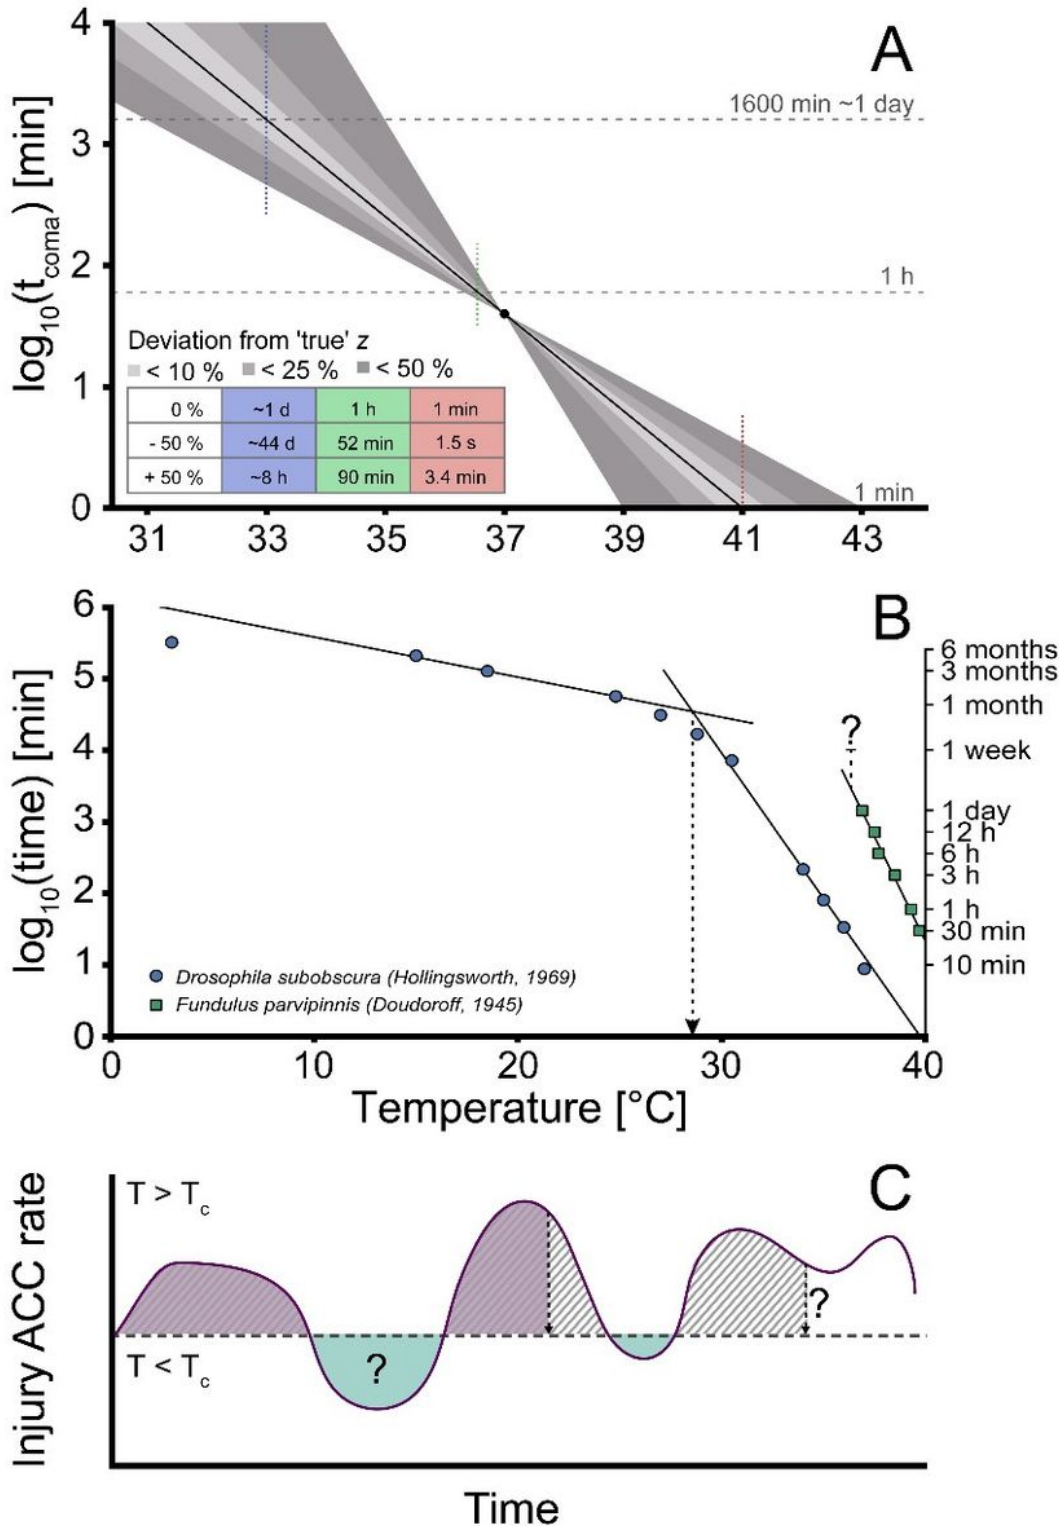 A
4
3
2
1
0
log10(tcoma) [min]
1600 min ~1 day
1 h
1 min
Deviation from 'true' z
< 10 % < 25 % < 50 %
0 % ~1 d 1 h 1 min
- 50 % ~44 d 52 min 1.5 s
+ 50 % ~8 h 90 min 3.4 min
31 33 35 37 39 41 43
B
6
5
4
3
2
1
0
log10(time) [min]
6 months
3 months
1 month
1 week
1 day
12 h
6 h
3 h
1 h
30 min
10 min
?
Drosophila subobscura (Hollingsworth, 1969)
Fundulus parvipinnis (Doudoroff, 1945)
0 10 20 30 40
Temperature [°C]
C
Injury ACC rate
T > Tc
T < Tc
?
?
Time